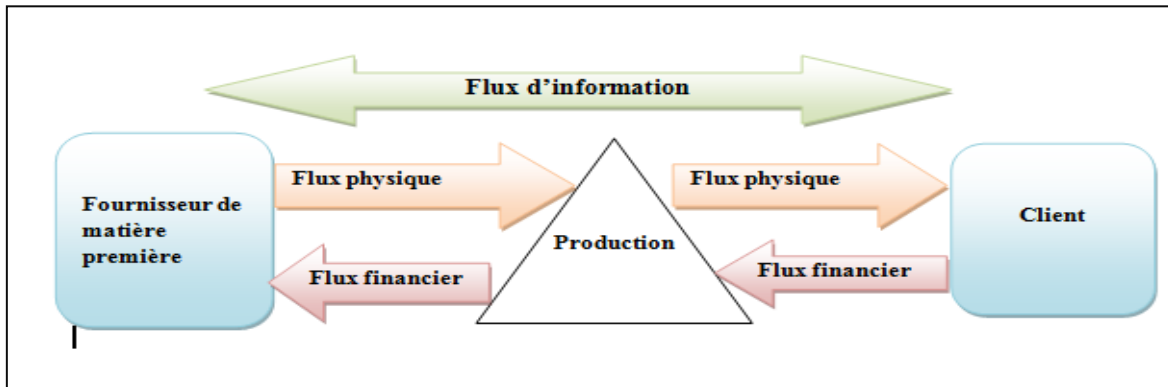 Flux d'information
Flux physique
Flux physique
Fournisseur de
matière
première
Production
Client
Flux financier
Flux financier